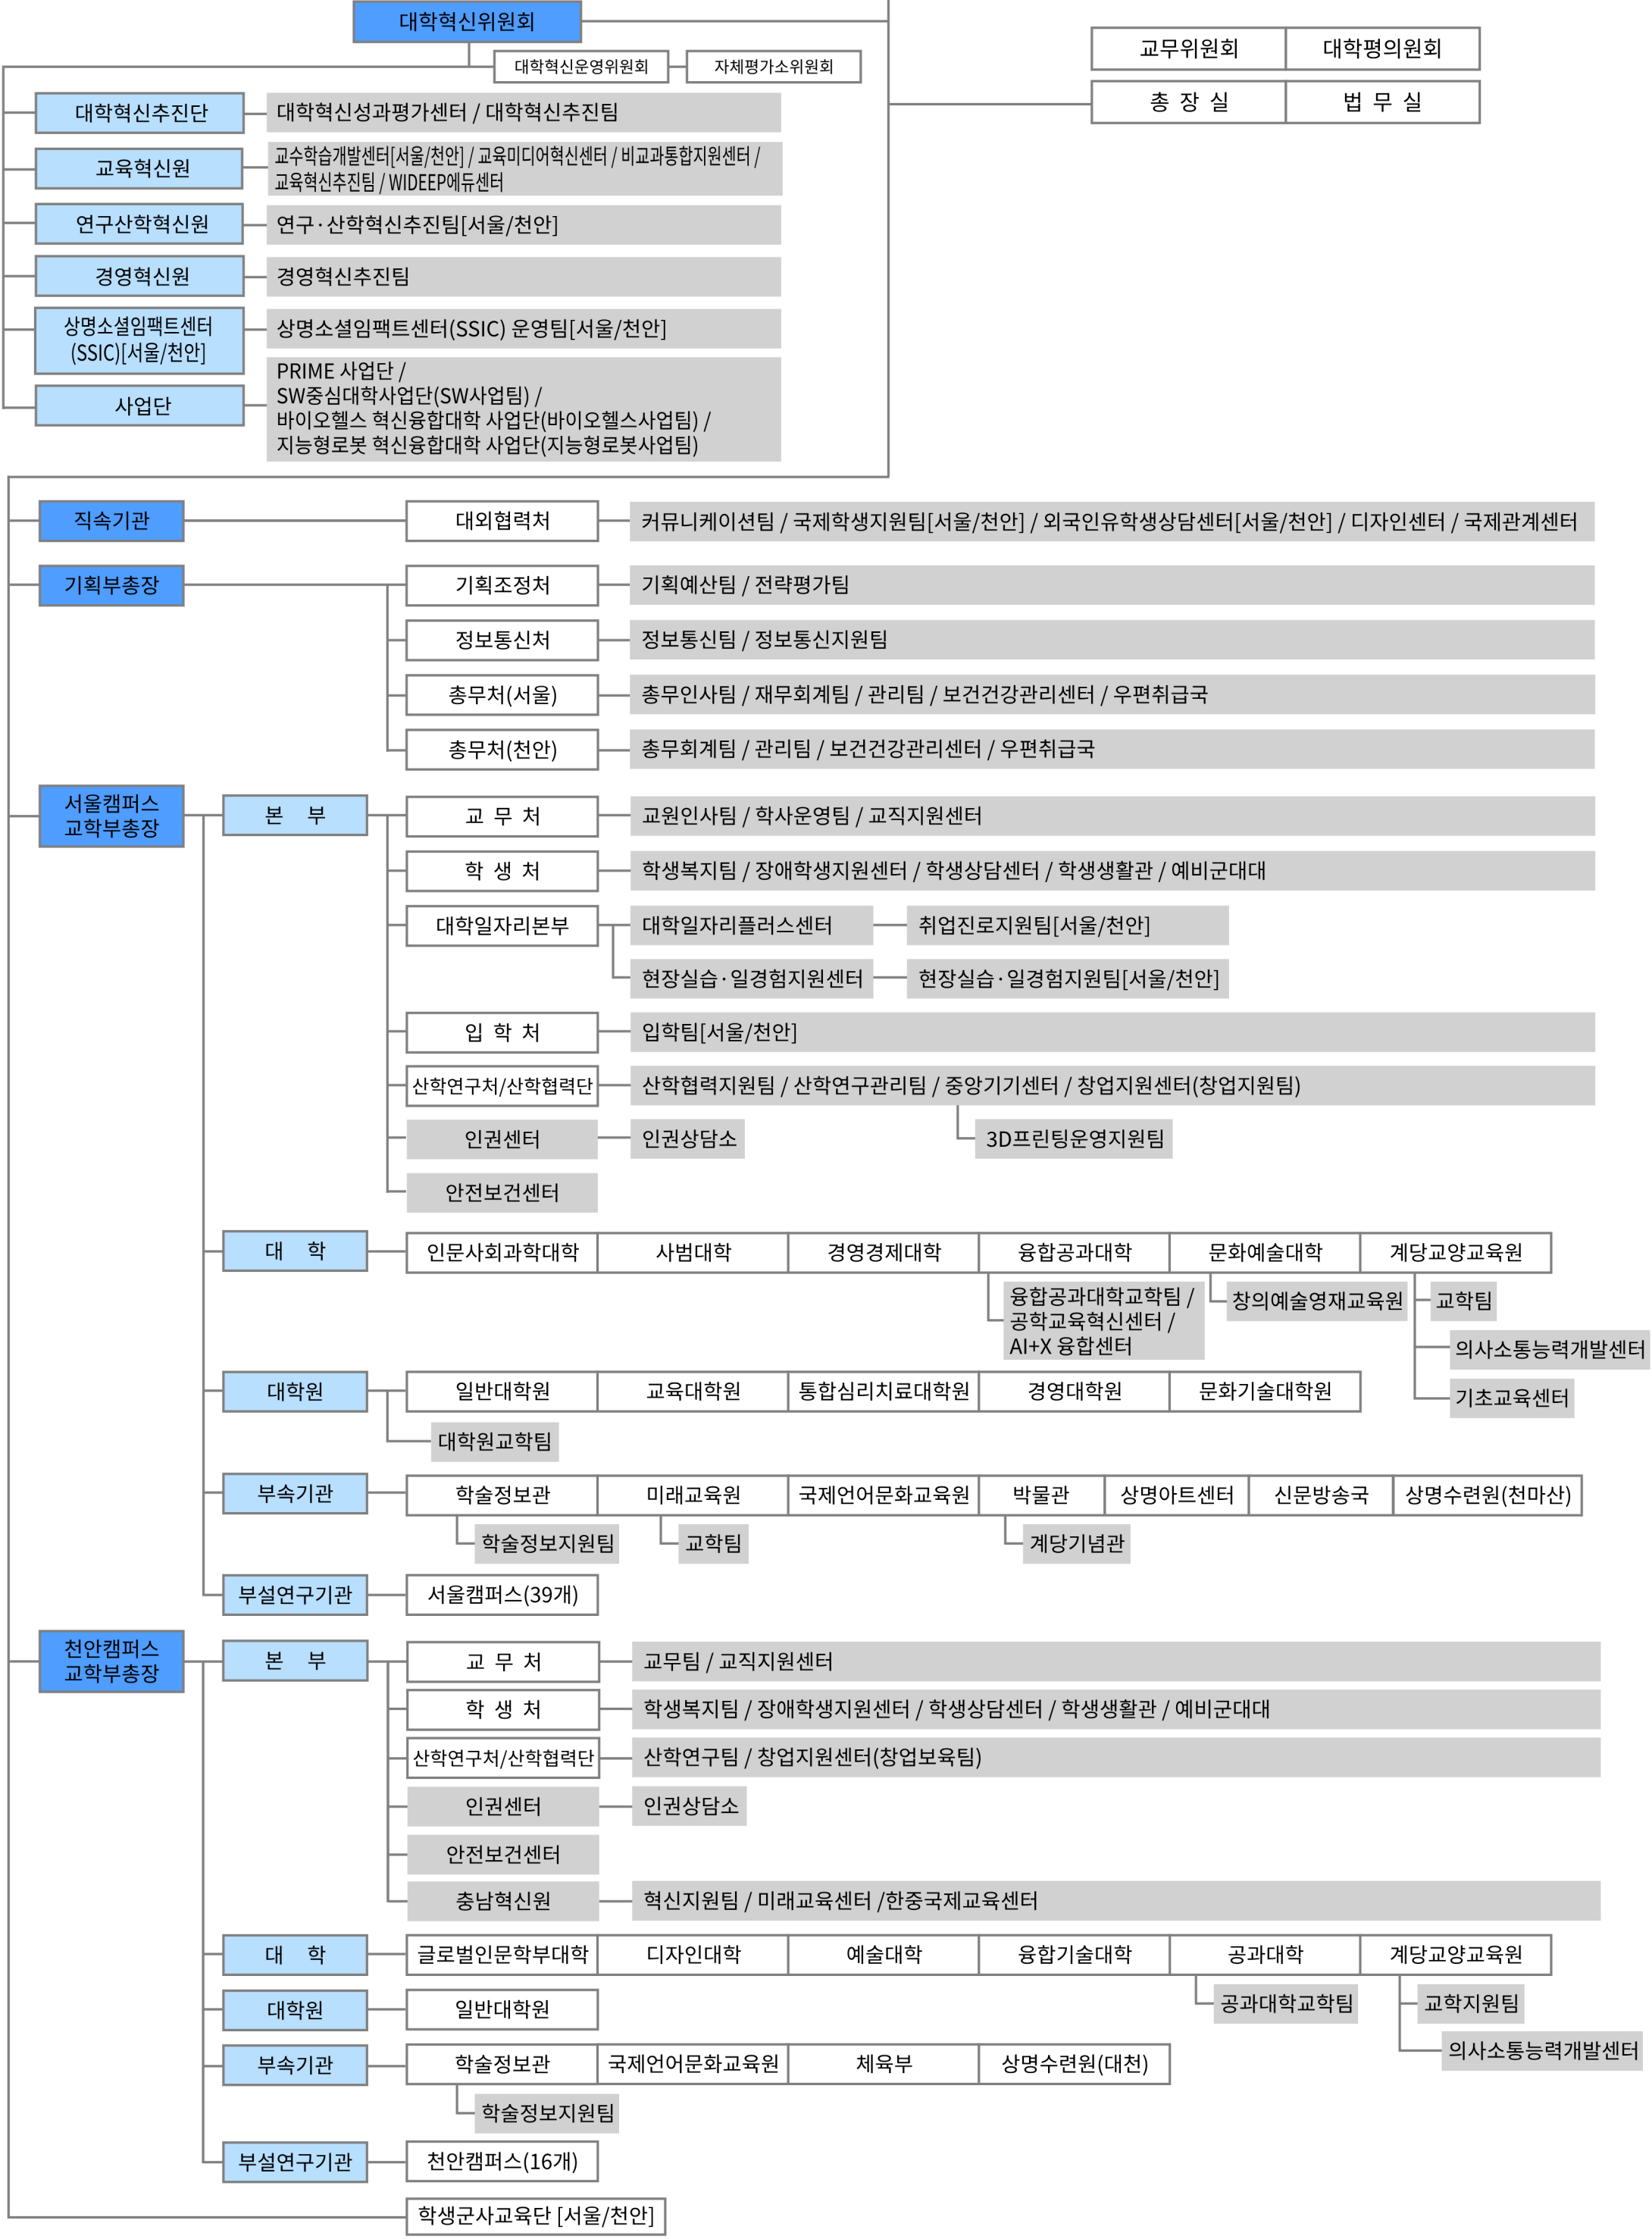 대학혁신위원회
교무위원회 대학평의원회
대학혁신운영위원회 자체평가소위원회
총 장 실 법 무 실
대학혁신추진단 대학혁신성과평가센터 / 대학혁신추진팀
교육혁신원 교수학습개발센터[서울/천안] / 교육미디어혁신센터 / 비교과통합지원센터 /
교육혁신추진팀 / WIDEEP에듀센터
연구산학혁신원 연구·산학혁신추진팀[서울/천안]
경영혁신원 경영혁신추진팀
상명소셜임팩트센터
(SSIC)[서울/천안]
상명소셜임팩트센터(SSIC) 운영팀[서울/천안]
사업단
PRIME 사업단 /
SW중심대학사업단(SW사업팀) /
바이오헬스 혁신융합대학 사업단(바이오헬스사업팀) /
지능형로봇 혁신융합대학 사업단(지능형로봇사업팀)
직속기관 대외협력처 커뮤니케이션팀 / 국제학생지원팀[서울/천안] / 외국인유학생상담센터[서울/천안] / 디자인센터 / 국제관계센터
기획부총장 기획조정처 기획예산팀 / 전략평가팀
정보통신처 정보통신팀 / 정보통신지원팀
총무처(서울) 총무인사팀 / 재무회계팀 / 관리팀 / 보건건강관리센터 / 우편취급국
총무처(천안) 총무회계팀 / 관리팀 / 보건건강관리센터 / 우편취급국
서울캠퍼스
교학부총장
본 부 교 무 처 교원인사팀 / 학사운영팀 / 교직지원센터
학 생 처 학생복지팀 / 장애학생지원센터 / 학생상담센터 / 학생생활관 / 예비군대대
대학일자리본부 대학일자리플러스센터 취업진로지원팀[서울/천안]
현장실습·일경험지원센터 현장실습·일경험지원팀[서울/천안]
입 학 처 입학팀[서울/천안]
산학연구처/산학협력단 산학협력지원팀 / 산학연구관리팀 / 중앙기기센터 / 창업지원센터(창업지원팀)
인권센터 인권상담소 3D프린팅운영지원팀
안전보건센터
대 학 인문사회과학대학 사범대학 경영경제대학 융합공과대학 문화예술대학 계당교양교육원
융합공과대학교학팀 /
공학교육혁신센터 /
AI+X 융합센터
창의예술영재교육원 교학팀
의사소통능력개발센터
기초교육센터
대학원 일반대학원 교육대학원 통합심리치료대학원 경영대학원 문화기술대학원
대학원교학팀
부속기관 학술정보관 미래교육원 국제언어문화교육원 박물관 상명아트센터 신문방송국 상명수련원(천마산)
학술정보지원팀 교학팀 계당기념관
부설연구기관 서울캠퍼스(39개)
천안캠퍼스
교학부총장
본 부 교 무 처 교무팀 / 교직지원센터
학 생 처 학생복지팀 / 장애학생지원센터 / 학생상담센터 / 학생생활관 / 예비군대대
산학연구처/산학협력단 산학연구팀 / 창업지원센터(창업보육팀)
인권센터 인권상담소
안전보건센터
충남혁신원 혁신지원팀 / 미래교육센터 /한중국제교육센터
대 학 글로벌인문학부대학 디자인대학 예술대학 융합기술대학 공과대학 계당교양교육원
공과대학교학팀 교학지원팀
대학원 일반대학원
의사소통능력개발센터
부속기관 학술정보관 국제언어문화교육원 체육부 상명수련원(대천)
학술정보지원팀
부설연구기관 천안캠퍼스(16개)
학생군사교육단 [서울/천안]